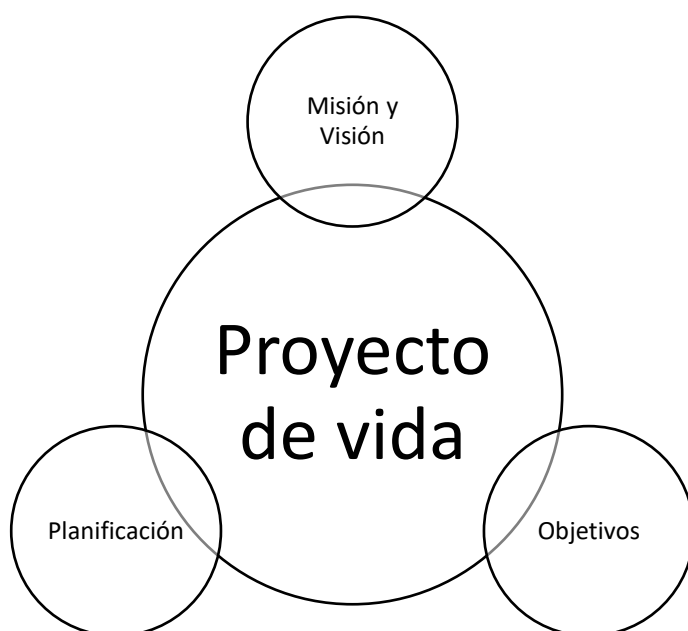 Misión y
Visión
Proyecto
de vida
Planificación
Objetivos